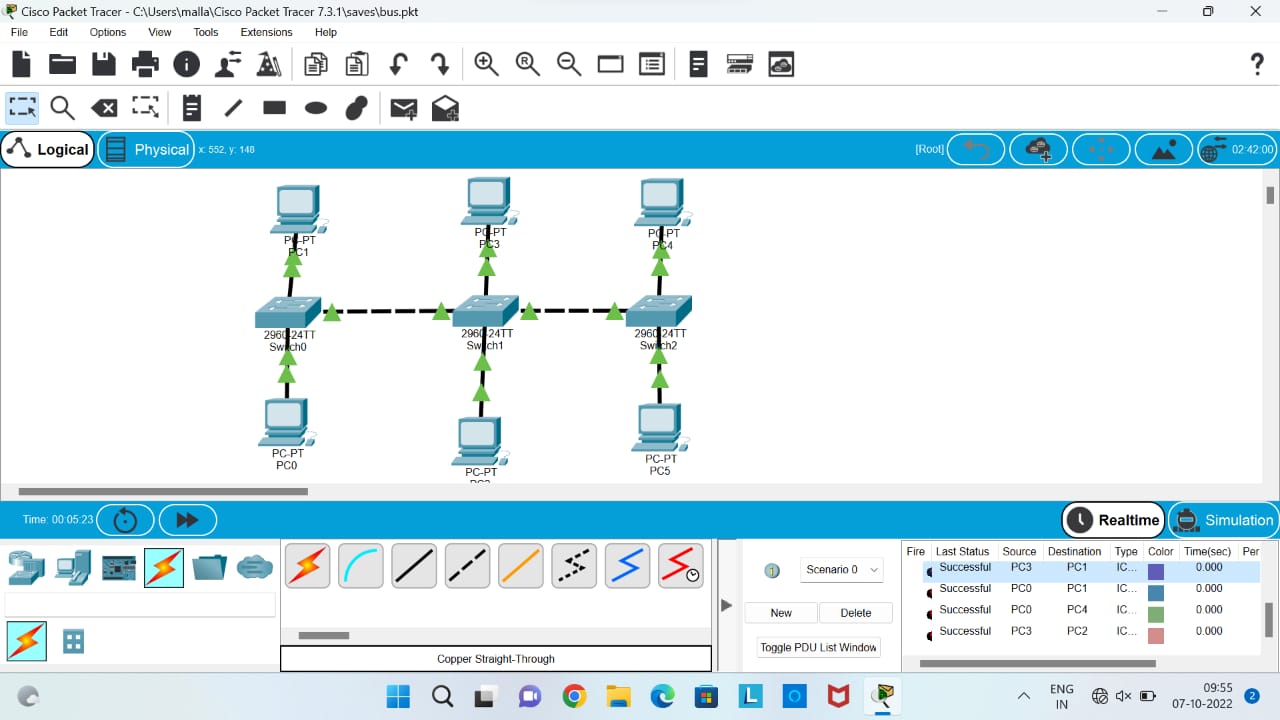 Cisco Packet Tracer - C:\Users\malla\Cisco Packet Tracer 7.3.1\saves\bus.pkt
File Edit Options View Tools Extensions Help
Logical Physical x: 552, y: 148 [Root] 02:42:00
PC-PT
PC1
PC-PT
PC3
PC-PT
PC4
2960-24TT
Switch0
2960-24TT
Switch1
2960-24TT
Switch2
PC-PT
PC0
PC-PT
PC-PT
PC5
Time: 00:05:23 Realtime Simulation
Fire Last Status Source Destination Type Color Time(sec) Per
Successful PC3 PC1 IC... 0.000
Successful PC0 PC1 IC... 0.000
Successful PC0 PC4 IC... 0.000
Successful PC3 PC2 IC... 0.000
Scenario 0
New Delete
Toggle PDU List Window
Copper Straight-Through
ENG
IN
09:55
07-10-2022
2